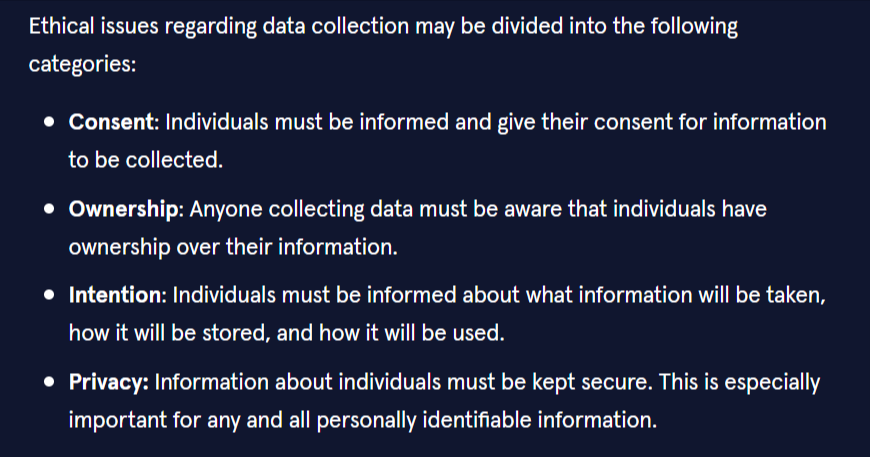 Ethical issues regarding data collection may be divided into the following
categories:
• Consent: Individuals must be informed and give their consent for information
to be collected.
• Ownership: Anyone collecting data must be aware that individuals have
ownership over their information.
• Intention: Individuals must be informed about what information will be taken,
how it will be stored, and how it will be used.
• Privacy: Information about individuals must be kept secure. This is especially
important for any and all personally identifiable information.